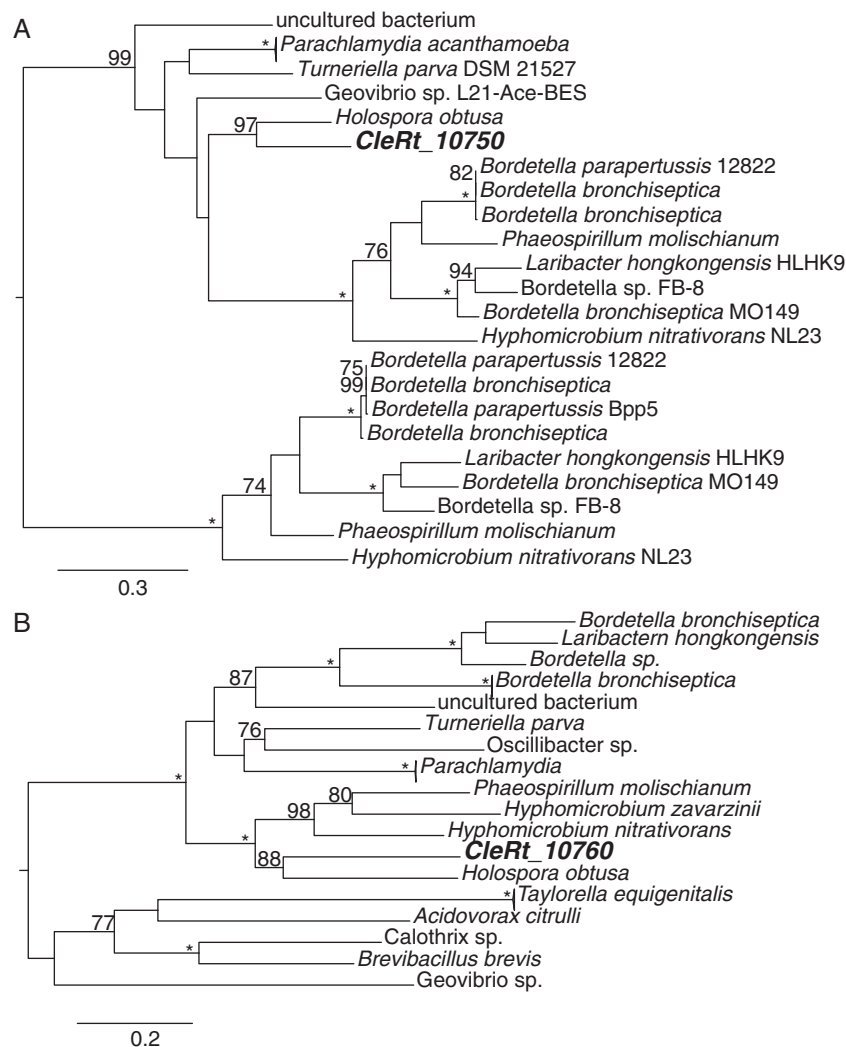 A
uncultured bacterium
99
* Parachlamydia acanthamoeba
Turneriella parva DSM 21527
Geovibrio sp. L21-Ace-BES
Holospora obtusa
97
CleRt_10750
Bordetella parapertussis 12822
82
Bordetella bronchiseptica
*
Bordetella bronchiseptica
Phaeospirillum molischianum
76
Laribacter hongkongensis HLHK9
94
Bordetella sp. FB-8
* *
Bordetella bronchiseptica MO149
Hyphomicrobium nitrativorans NL23
Bordetella parapertussis 12822
75
99 Bordetella bronchiseptica
* Bordetella parapertussis Bpp5
Bordetella bronchiseptica
Laribacter hongkongensis HLHK9
74 * Bordetella bronchiseptica MO149
Bordetella sp. FB-8
*
Phaeospirillum molischianum
Hyphomicrobium nitrativorans NL23
0.3
B
Bordetella bronchiseptica
* Laribactern hongkongensis
* Bordetella sp.
87 * Bordetella bronchiseptica
uncultured bacterium
Turneriella parva
76
Oscillibacter sp.
* * Parachlamydia
Phaeospirillum molischianum
80
Hyphomicrobium zavarzinii
98
Hyphomicrobium nitrativorans
*
CleRt_10760
88
Holospora obtusa
* Taylorella equigenitalis
77 Acidovorax citrulli
Calothrix sp.
*
Brevibacillus brevis
Geovibrio sp.
0.2